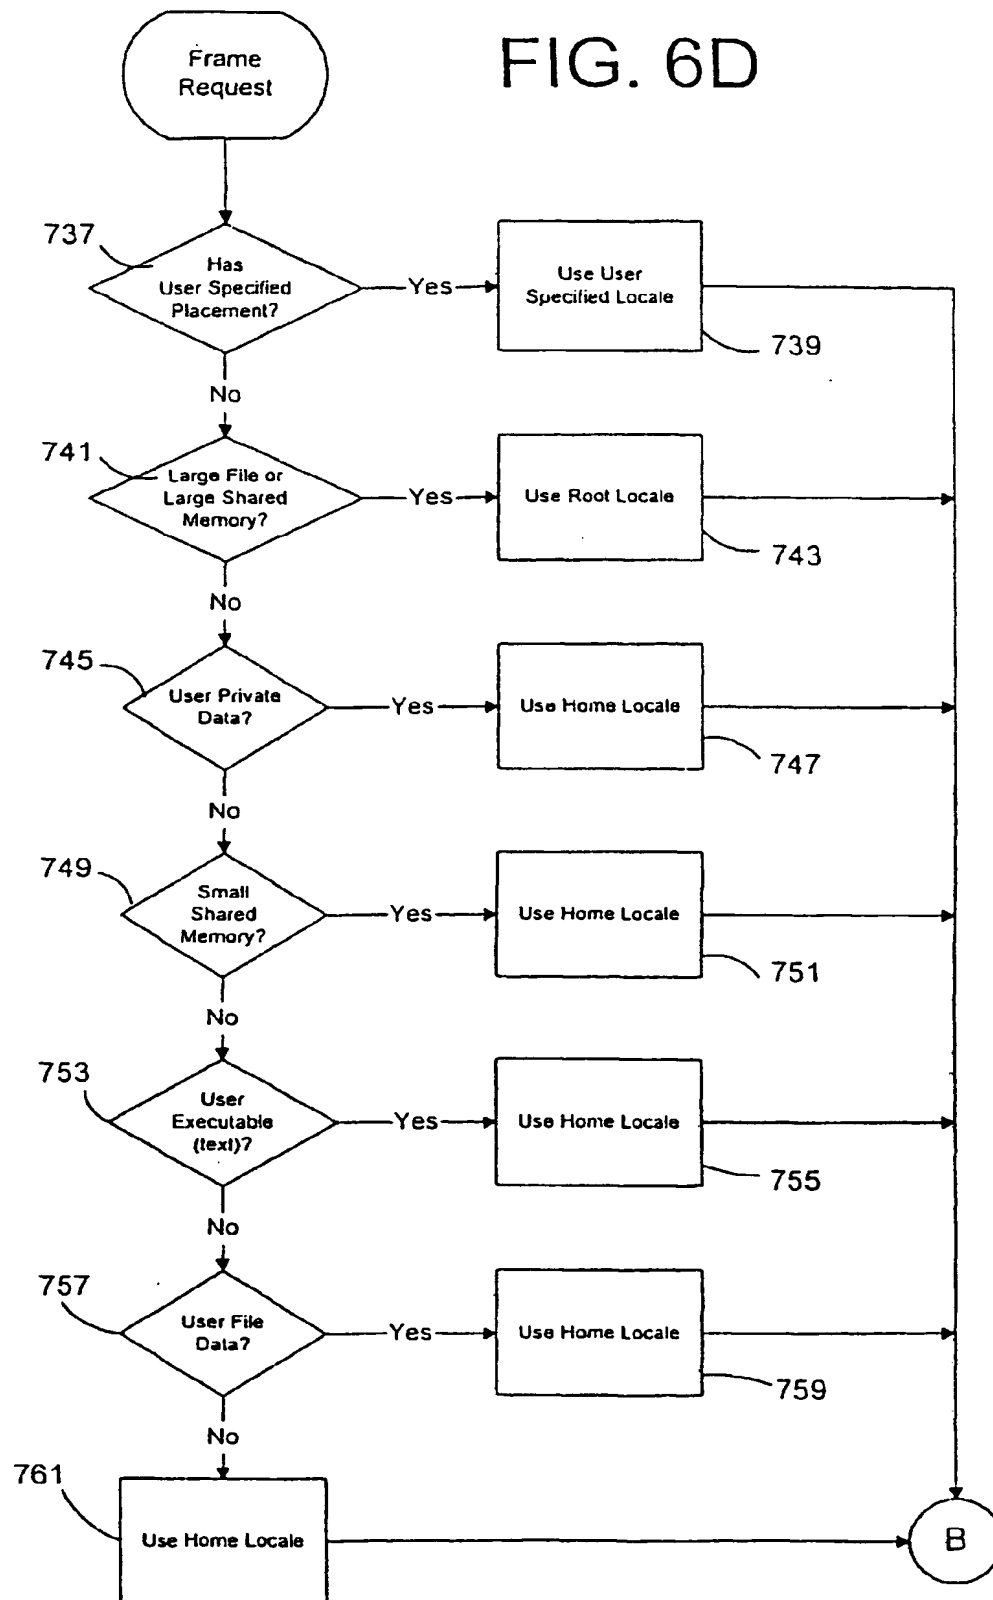 FIG. 6D
Frame
Request
737
Has
User Specified
Placement?
Yes
Use User
Specified Locale
739
No
741
Large File or
Large Shared
Memory?
Yes
Use Root Locale
743
No
745
User Private
Data?
Yes
Use Home Locale
747
No
749
Small
Shared
Memory?
Yes
Use Home Locale
751
No
753
User
Executable
(text)?
Yes
Use Home Locale
755
No
757
User File
Data?
Yes
Use Home Locale
759
No
761
Use Home Locale
B